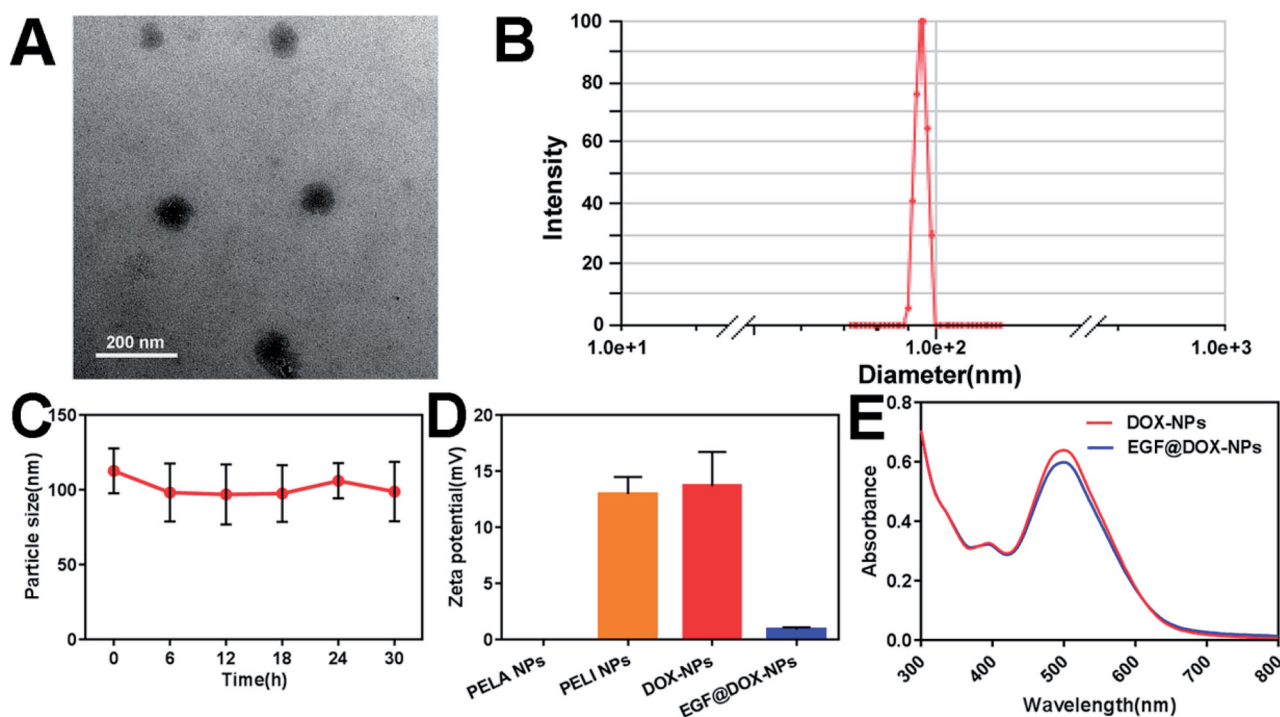 A
200 nm
B
Intensity
100
80
60
40
20
0
1.0e+1
1.0e+2
1.0e+3
Diameter(nm)
C
Particle size(nm)
150
100
50
0
0 6 12 18 24 30
Time(h)
D
Zeta potential(mV)
20
15
10
5
0
PELA NPs
PELI NPs
DOX-NPs
EGF@DOX-NPs
E
Absorbance
0.8
0.6
0.4
0.2
0.0
DOX-NPs
EGF@DOX-NPs
300 400 500 600 700 800
Wavelength(nm)